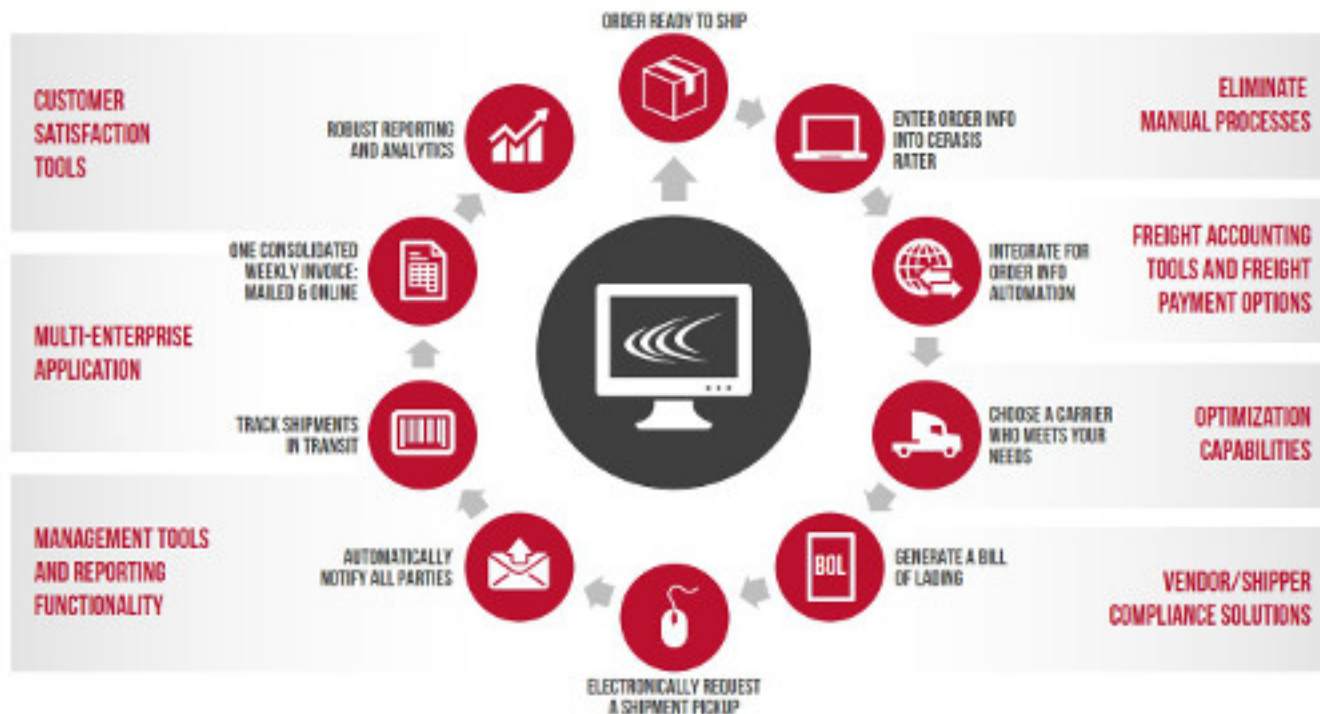 ORDER READY TO SHIP
CUSTOMER
SATISFACTION
TOOLS
ROBUST REPORTING
AND ANALYTICS
ENTER ORDER INFO
INTO CERASIS
RATER
ELIMINATE
MANUAL PROCESSES
ONE CONSOLIDATED
WEEKLY INVOICE:
MAILED & ONLINE
INTEGRATE FOR
ORDER INFO
AUTOMATION
FREIGHT ACCOUNTING
TOOLS AND FREIGHT
PAYMENT OPTIONS
MULTI-ENTERPRISE
APPLICATION
TRACK SHIPMENTS
IN TRANSIT
CHOOSE A CARRIER
WHO MEETS YOUR
NEEDS
OPTIMIZATION
CAPABILITIES
MANAGEMENT TOOLS
AND REPORTING
FUNCTIONALITY
AUTOMATICALLY
NOTIFY ALL PARTIES
BOL
GENERATE A BILL
OF LADING
VENDOR/SHIPPER
COMPLIANCE SOLUTIONS
ELECTRONICALLY REQUEST
A SHIPMENT PICKUP